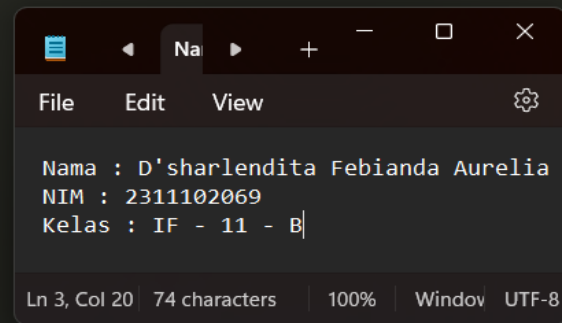 Na
File Edit View
Nama : D'sharlendita Febianda Aurelia
NIM : 2311102069
Kelas : IF - 11 - B
Ln 3, Col 20 74 characters 100% Window UTF-8